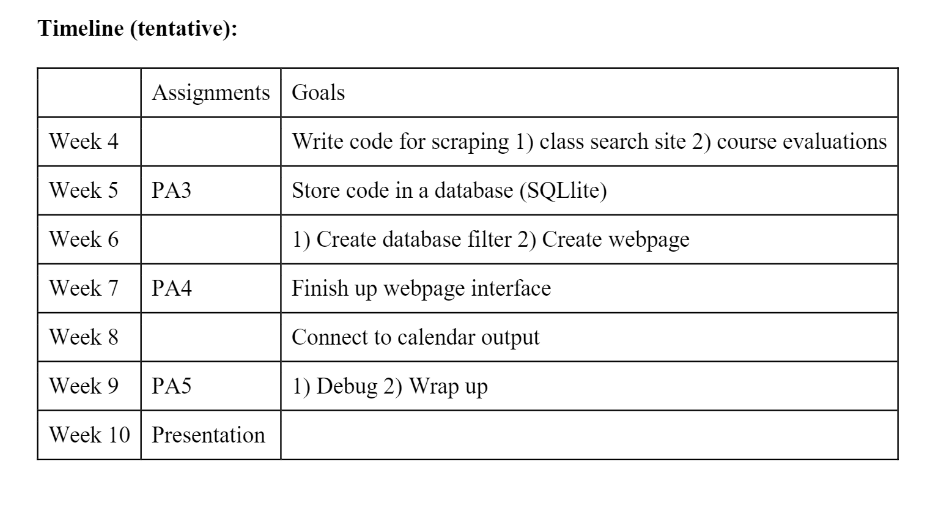 Timeline (tentative):
Assignments Goals
Week 4 Write code for scraping 1) class search site 2) course evaluations
Week 5 PA3 Store code in a database (SQLlite)
Week 6 1) Create database filter 2) Create webpage
Week 7 PA4 Finish up webpage interface
Week 8 Connect to calendar output
Week 9 PA5 1) Debug 2) Wrap up
Week 10 Presentation